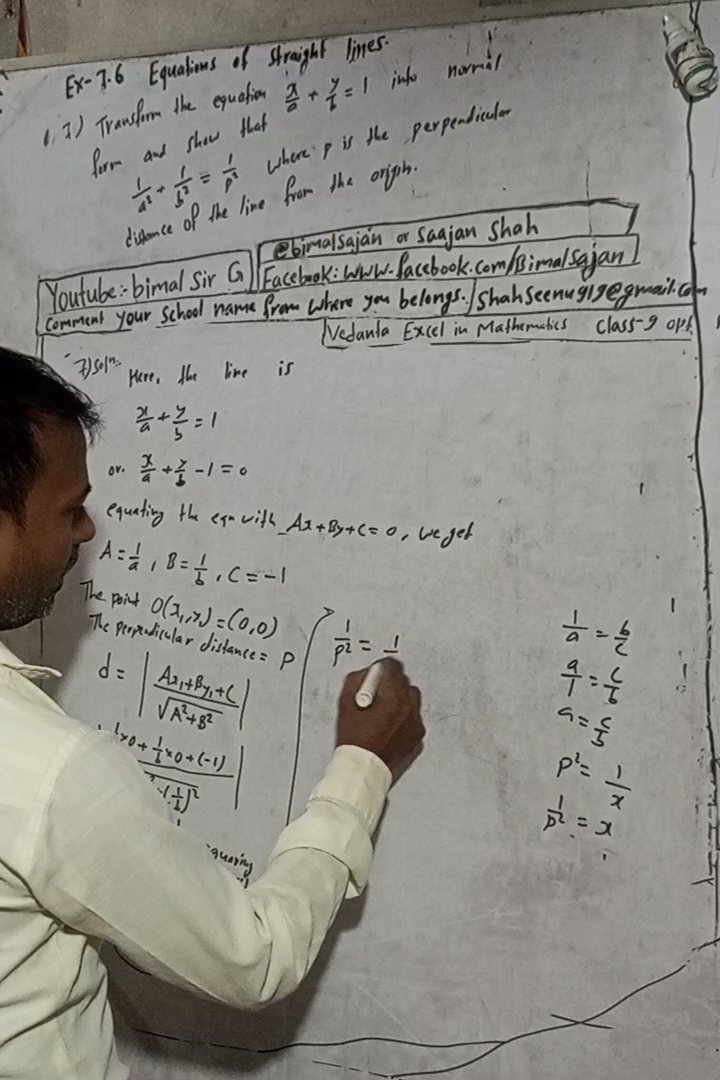 Ex-7.6 Equations of straight lines.
7) Transform the equation x/a + y/b = 1 into normal
form and show that
1/a² + 1/b² = 1/p² where p is the perpendicular
distance of the line from the origin.
@bimalsajan or Saajan Shah
Youtube:- bimal Sir G
Facebook: www.facebook.com/Bimalsajan
Comment your School name from where you belongs.
Shahseenu919@gmail.com
Vedanta Excel in Mathematics Class-9 opt
7) Soln:
Here, the line is
x/a + y/b = 1
or. x/a + y/b - 1 = 0
equating the eqn with Ax+By+C=0, we get
A = 1/a, B = 1/b, C = -1
The point O(x₁,y₁) = (0,0)
The perpendicular distance = P
d = |Ax₁+By₁+C / √A²+B²|
×0 + 1/b×0 + (-1)
(1/b)²
1/p² = 1
1/a = b/c
a/1 = c/b
a = c/b
p² = 1/x
1/p² = x